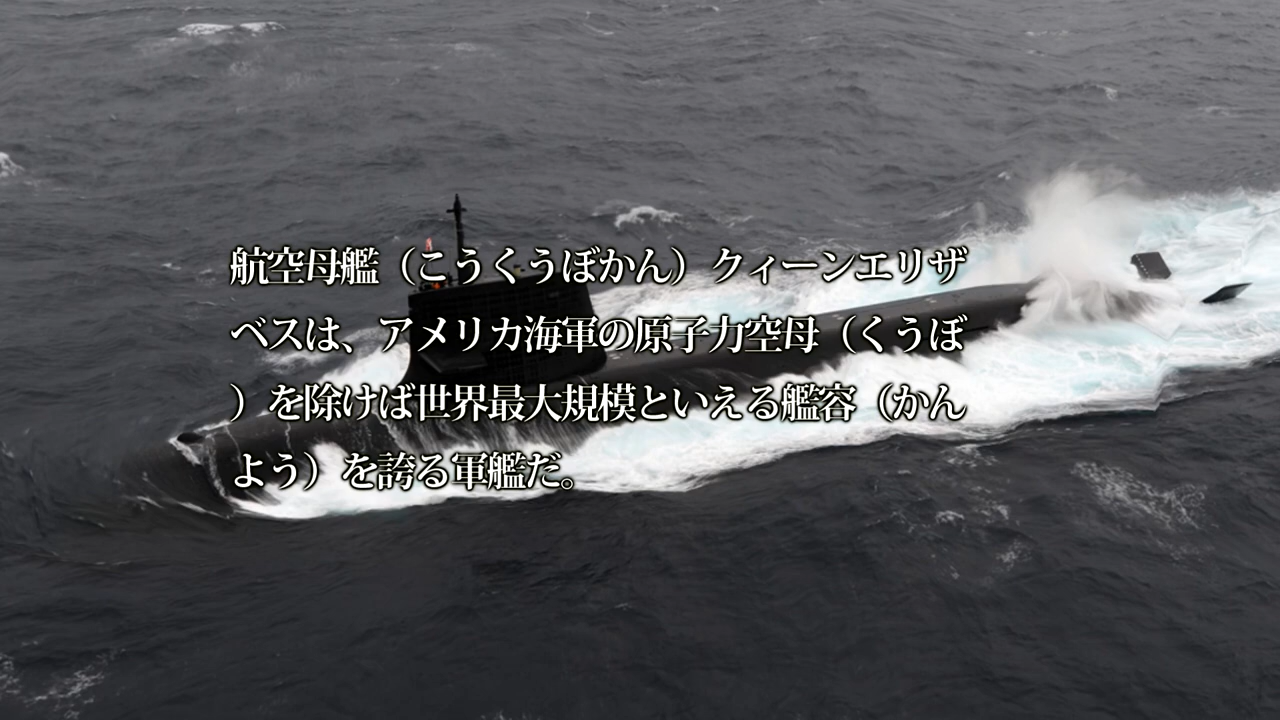 航空母艦（こうくうぼかん）クィーンエリザ
ベスは、アメリカ海軍の原子力空母（くうぼ
）を除けば世界最大規模といえる艦容（かん
よう）を誇る軍艦だ。